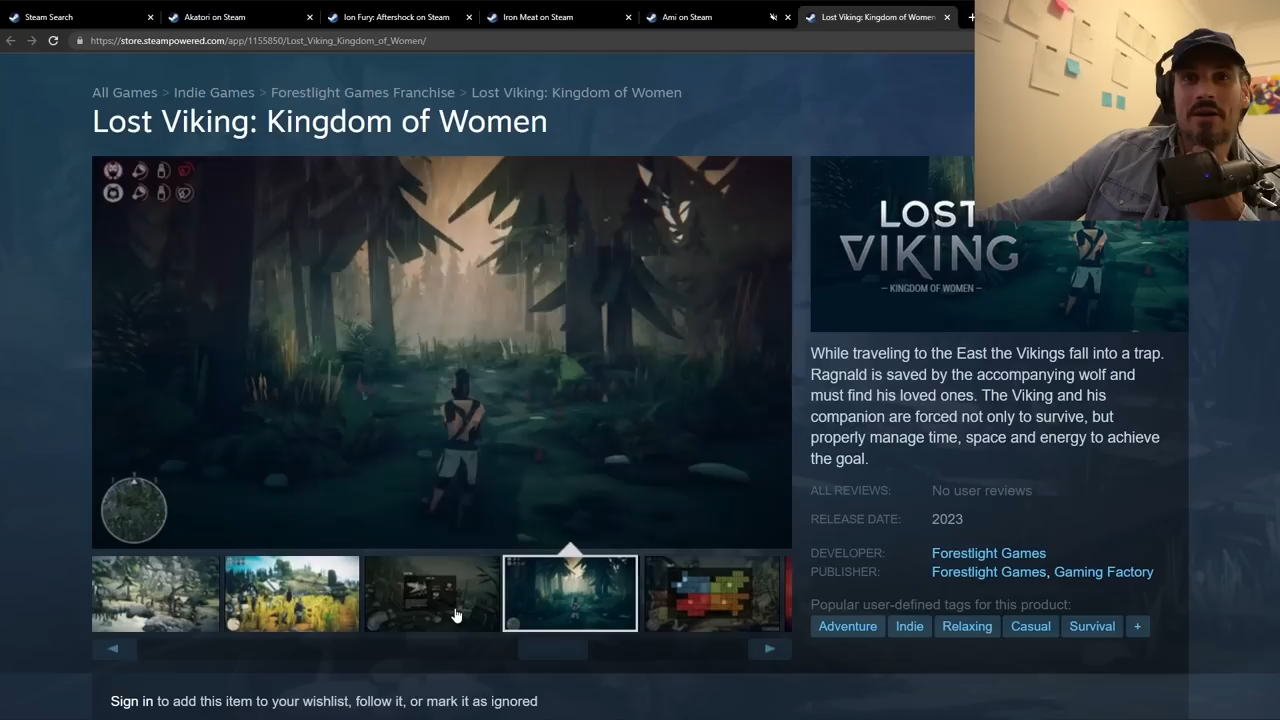 Steam Search
Akatori on Steam
Ion Fury: Aftershock on Steam
Iron Meat on Steam
Ami on Steam
Lost Viking: Kingdom of Women
https://store.steampowered.com/app/1155850/Lost_Viking_Kingdom_of_Women/
All Games > Indie Games > Forestlight Games Franchise > Lost Viking: Kingdom of Women
Lost Viking: Kingdom of Women
LOST
VIKING
– KINGDOM OF WOMEN –
While traveling to the East the Vikings fall into a trap.
Ragnald is saved by the accompanying wolf and
must find his loved ones. The Viking and his
companion are forced not only to survive, but
properly manage time, space and energy to achieve
the goal.
ALL REVIEWS: No user reviews
RELEASE DATE: 2023
DEVELOPER: Forestlight Games
PUBLISHER: Forestlight Games, Gaming Factory
Popular user-defined tags for this product:
Adventure Indie Relaxing Casual Survival +
Sign in to add this item to your wishlist, follow it, or mark it as ignored